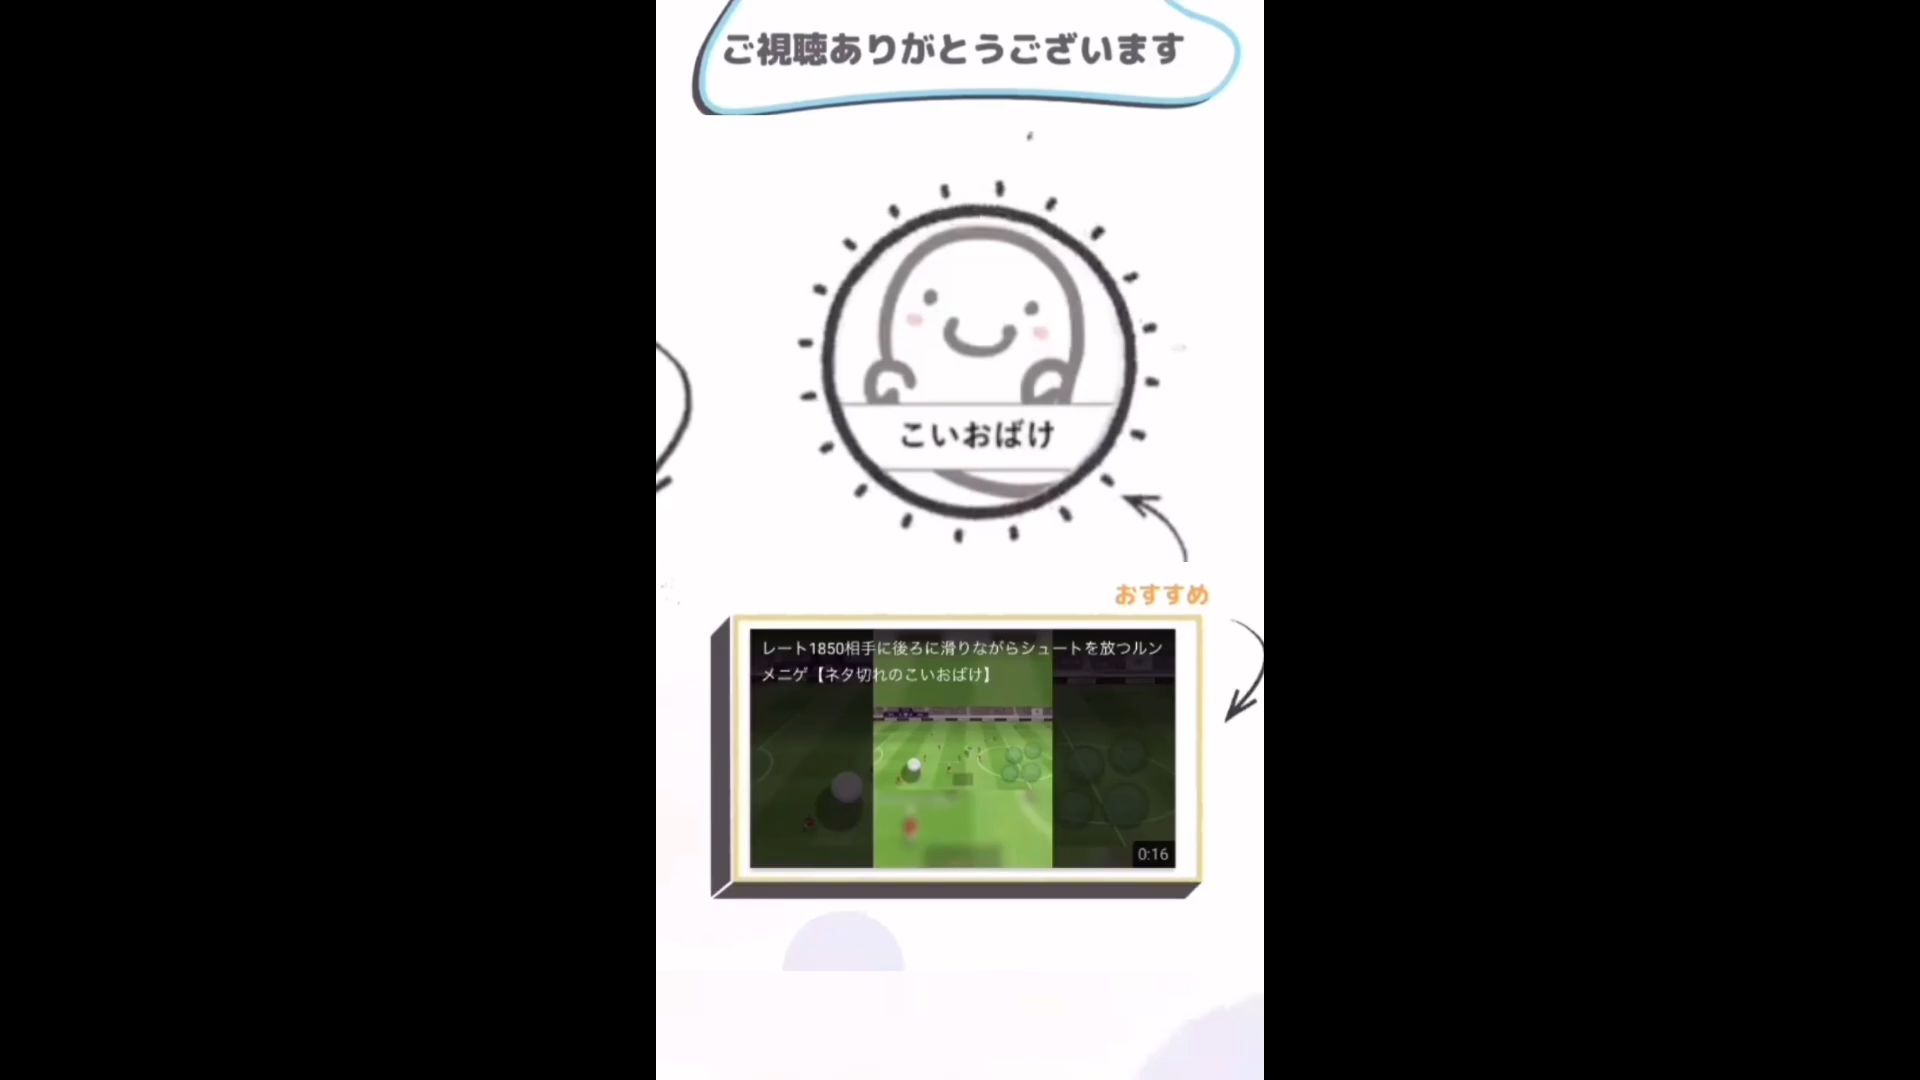 ご視聴ありがとうございます
こいおばけ
おすすめ
レート1850相手に後ろに滑りながらシュートを放つルン
メニゲ【ネタ切れのこいおばけ】
0:16